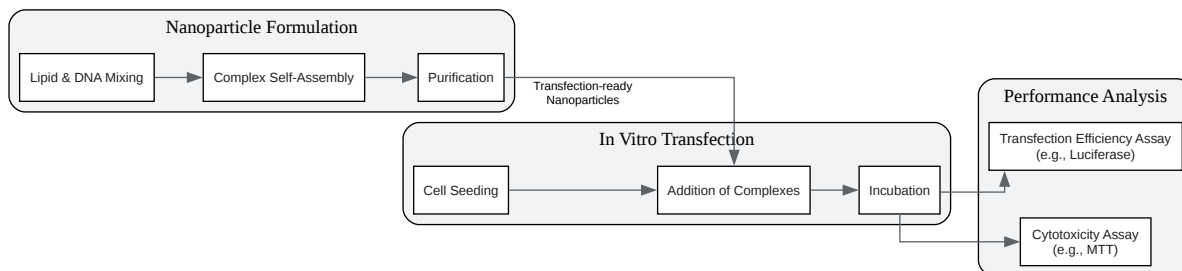 Nanoparticle Formulation
Lipid & DNA Mixing
Complex Self-Assembly
Purification
Transfection-ready
Nanoparticles
In Vitro Transfection
Cell Seeding
Addition of Complexes
Incubation
Performance Analysis
Transfection Efficiency Assay
(e.g., Luciferase)
Cytotoxicity Assay
(e.g., MTT)